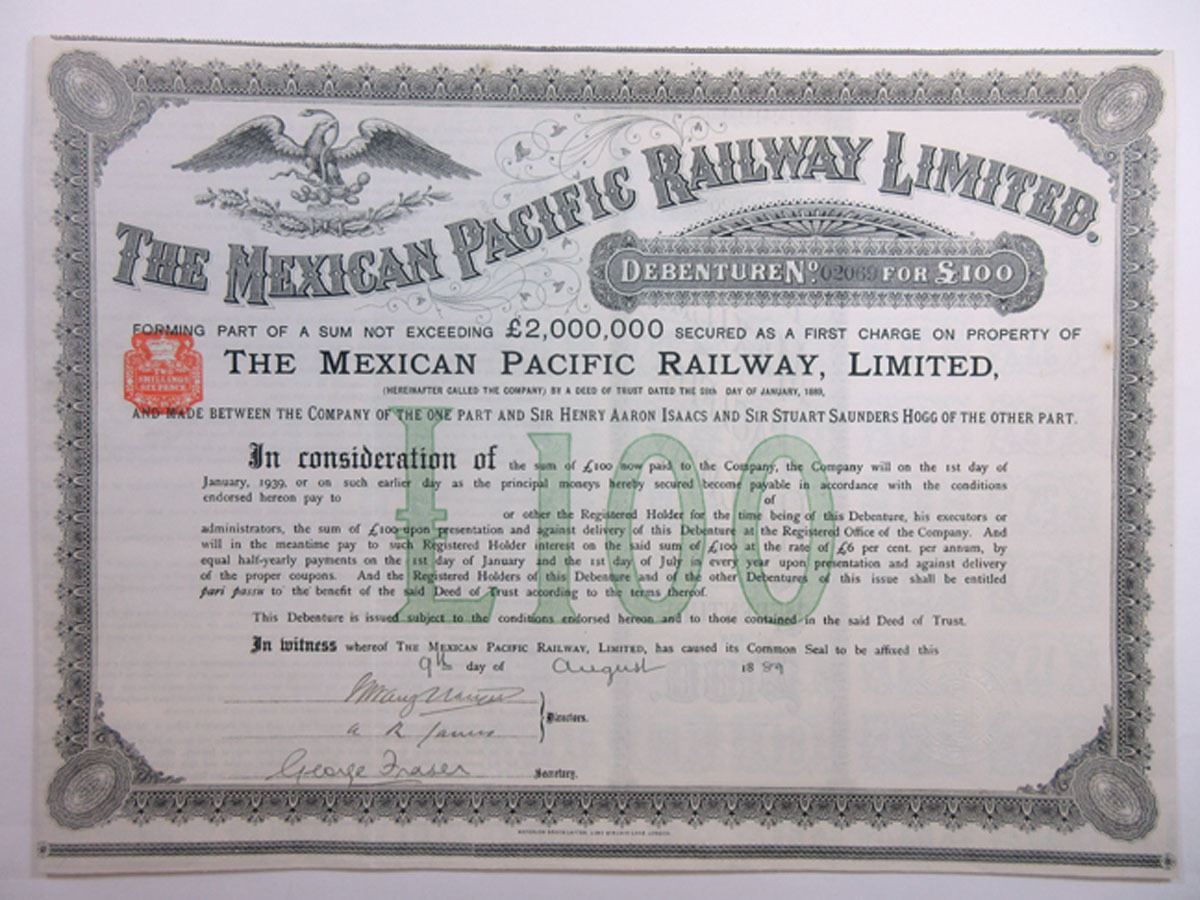 THE MEXICAN PACIFIC RAILWAY LIMITED.
DEBENTURE No. 02069 FOR £100
FORMING PART OF A SUM NOT EXCEEDING £2,000,000 SECURED AS A FIRST CHARGE ON PROPERTY OF
THE MEXICAN PACIFIC RAILWAY, LIMITED,
TWO
SHILLINGS
SIX PENCE
(HEREINAFTER CALLED THE COMPANY) BY A DEED OF TRUST DATED THE 28th DAY OF JANUARY, 1889,
AND MADE BETWEEN THE COMPANY OF THE ONE PART AND SIR HENRY AARON ISAACS AND SIR STUART SAUNDERS HOGG OF THE OTHER PART.
£100
In consideration of the sum of £100 now paid to the Company, the Company will on the 1st day of
January, 1939, or on such earlier day as the principal moneys hereby secured become payable in accordance with the conditions
endorsed hereon pay to of
or other the Registered Holder for the time being of this Debenture, his executors or
administrators, the sum of £100 upon presentation and against delivery of this Debenture at the Registered Office of the Company. And
will in the meantime pay to such Registered Holder interest on the said sum of £100 at the rate of £6 per cent. per annum, by
equal half-yearly payments on the 1st day of January and the 1st day of July in every year upon presentation and against delivery
of the proper coupons. And the Registered Holders of this Debenture and of the other Debentures of this issue shall be entitled
pari passu to the benefit of the said Deed of Trust according to the terms thereof.
This Debenture is issued subject to the conditions endorsed hereon and to those contained in the said Deed of Trust.
In witness whereof THE MEXICAN PACIFIC RAILWAY, LIMITED, has caused its Common Seal to be affixed this
9th day of August 1889
Directors.
George Fraser Secretary.